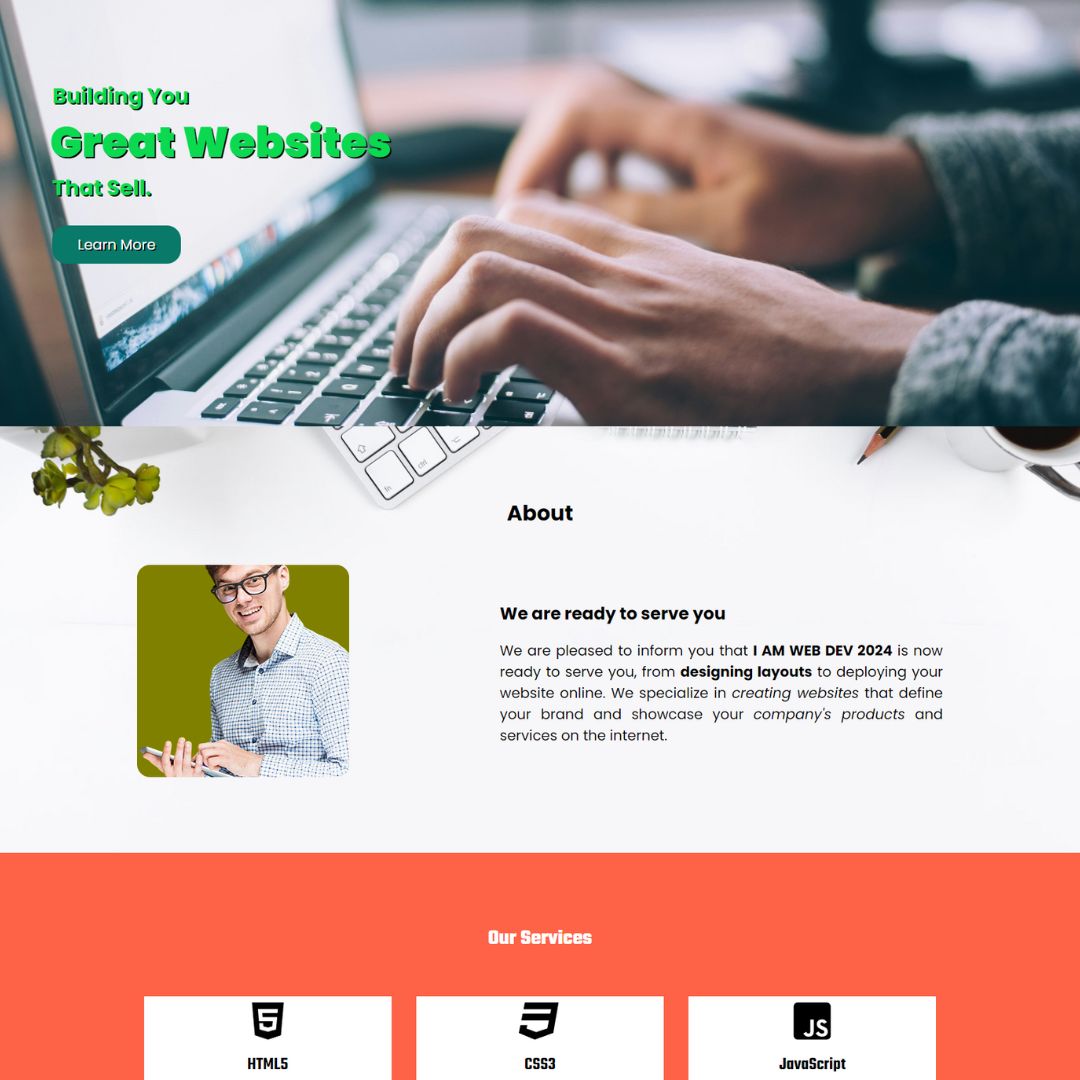 Building You
Great Websites
That Sell.
Learn More
ctrl
fn
About
We are ready to serve you
We are pleased to inform you that I AM WEB DEV 2024 is now
ready to serve you, from designing layouts to deploying your
website online. We specialize in creating websites that define
your brand and showcase your company's products and
services on the internet.
Our Services
HTML5
CSS3
JS
JavaScript